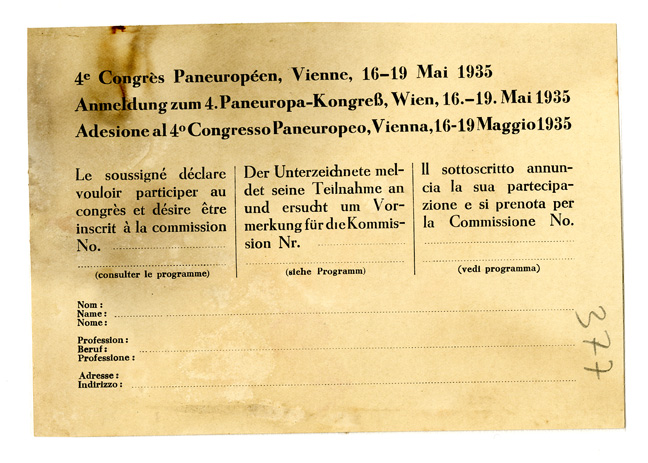 4e Congrès Paneuropéen, Vienne, 16–19 Mai 1935
Anmeldung zum 4. Paneuropa-Kongreß, Wien, 16.–19. Mai 1935
Adesione al 4o Congresso Paneuropeo, Vienna, 16-19 Maggio 1935
Le soussigné déclare
vouloir participer au
congrès et désire être
inscrit à la commission
No.
(consulter le programme)
Der Unterzeichnete mel-
det seine Teilnahme an
und ersucht um Vor-
merkung für die Kommis-
sion Nr.
(siehe Programm)
Il sottoscritto annun-
cia la sua partecipa-
zione e si prenota per
la Commissione No.
(vedi programma)
Nom :
Name :
Nome :
Profession :
Beruf :
Professione :
Adresse :
Indirizzo :
377